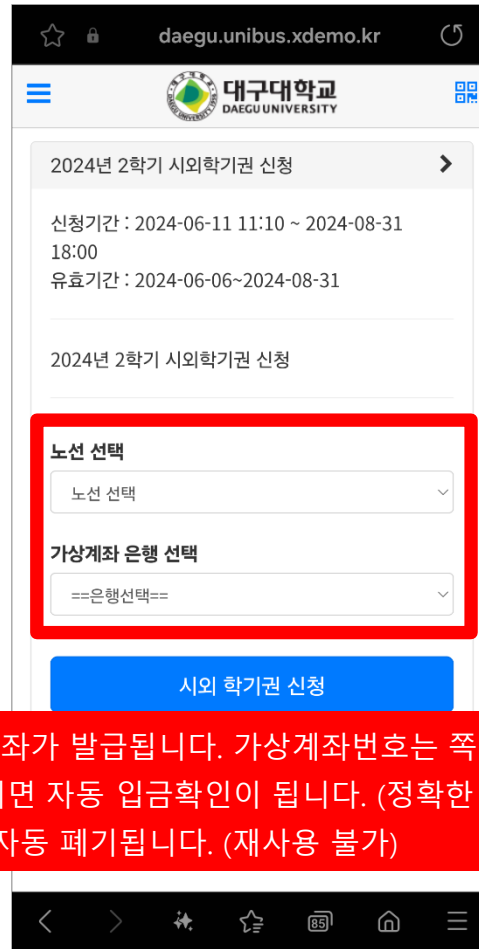 daegu.unibus.xdemo.kr
대구대학교
DAEGU UNIVERSITY
2024년 2학기 시외학기권 신청
신청기간 : 2024-06-11 11:10 ~ 2024-08-31
18:00
유효기간 : 2024-06-06~2024-08-31
2024년 2학기 시외학기권 신청
노선 선택
노선 선택
가상계좌 은행 선택
==은행선택==
시외 학기권 신청
좌가 발급됩니다. 가상계좌번호는 쪽
면 자동 입금확인이 됩니다. (정확한
자동 폐기됩니다. (재사용 불가)
85